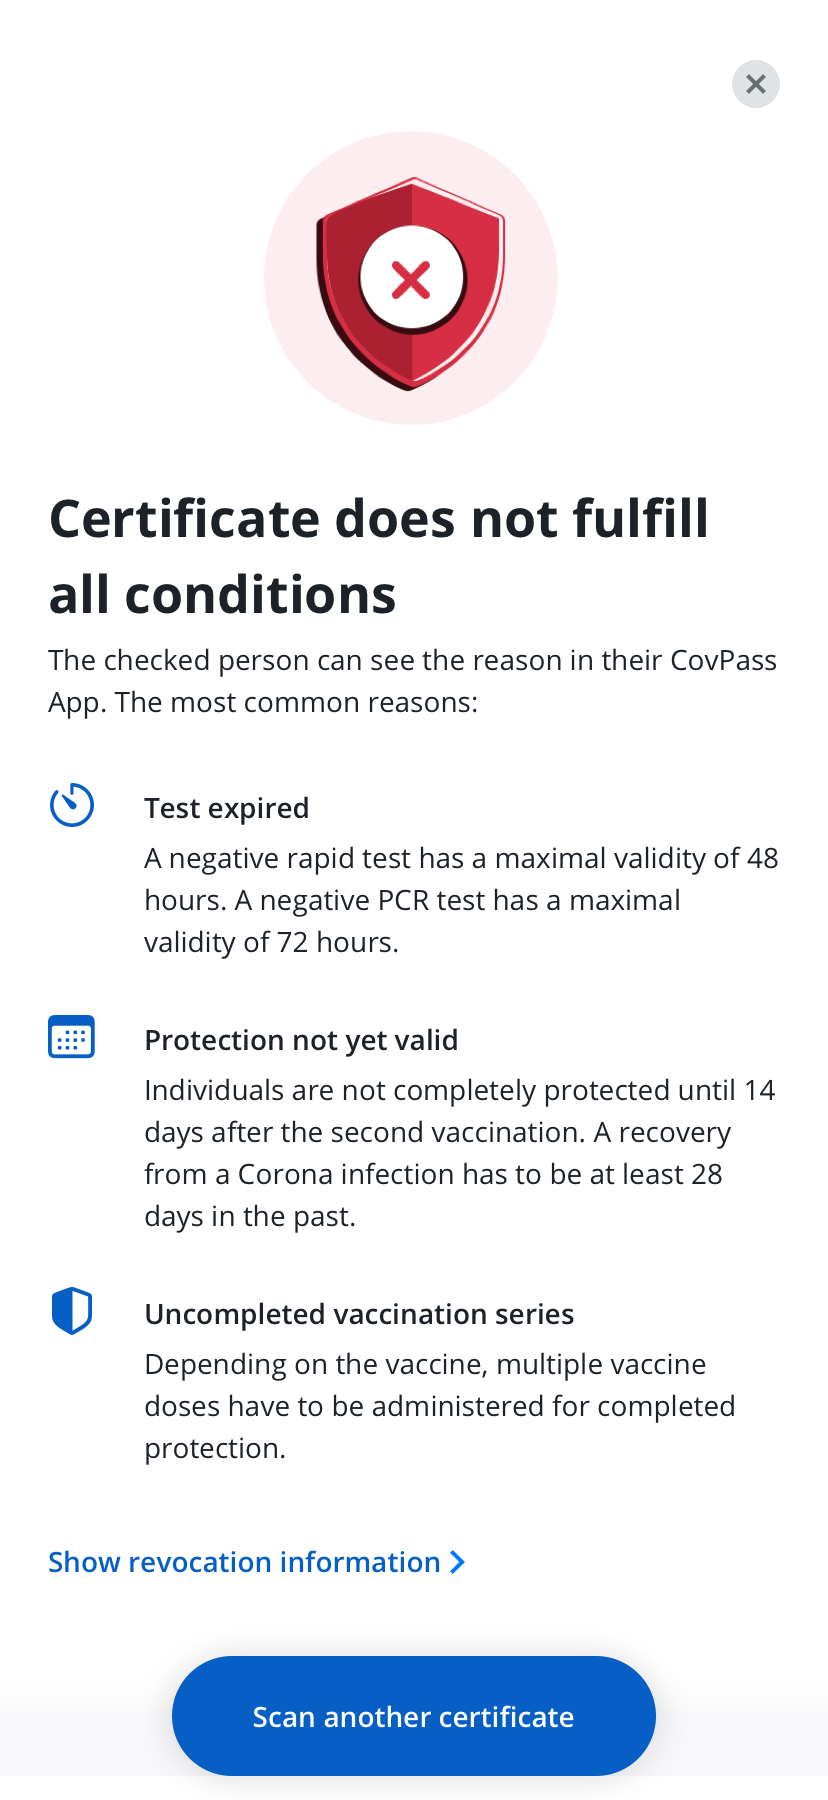 Certificate does not fulfill
all conditions
The checked person can see the reason in their CovPass
App. The most common reasons:
Test expired
A negative rapid test has a maximal validity of 48
hours. A negative PCR test has a maximal
validity of 72 hours.
Protection not yet valid
Individuals are not completely protected until 14
days after the second vaccination. A recovery
from a Corona infection has to be at least 28
days in the past.
Uncompleted vaccination series
Depending on the vaccine, multiple vaccine
doses have to be administered for completed
protection.
Show revocation information
Scan another certificate